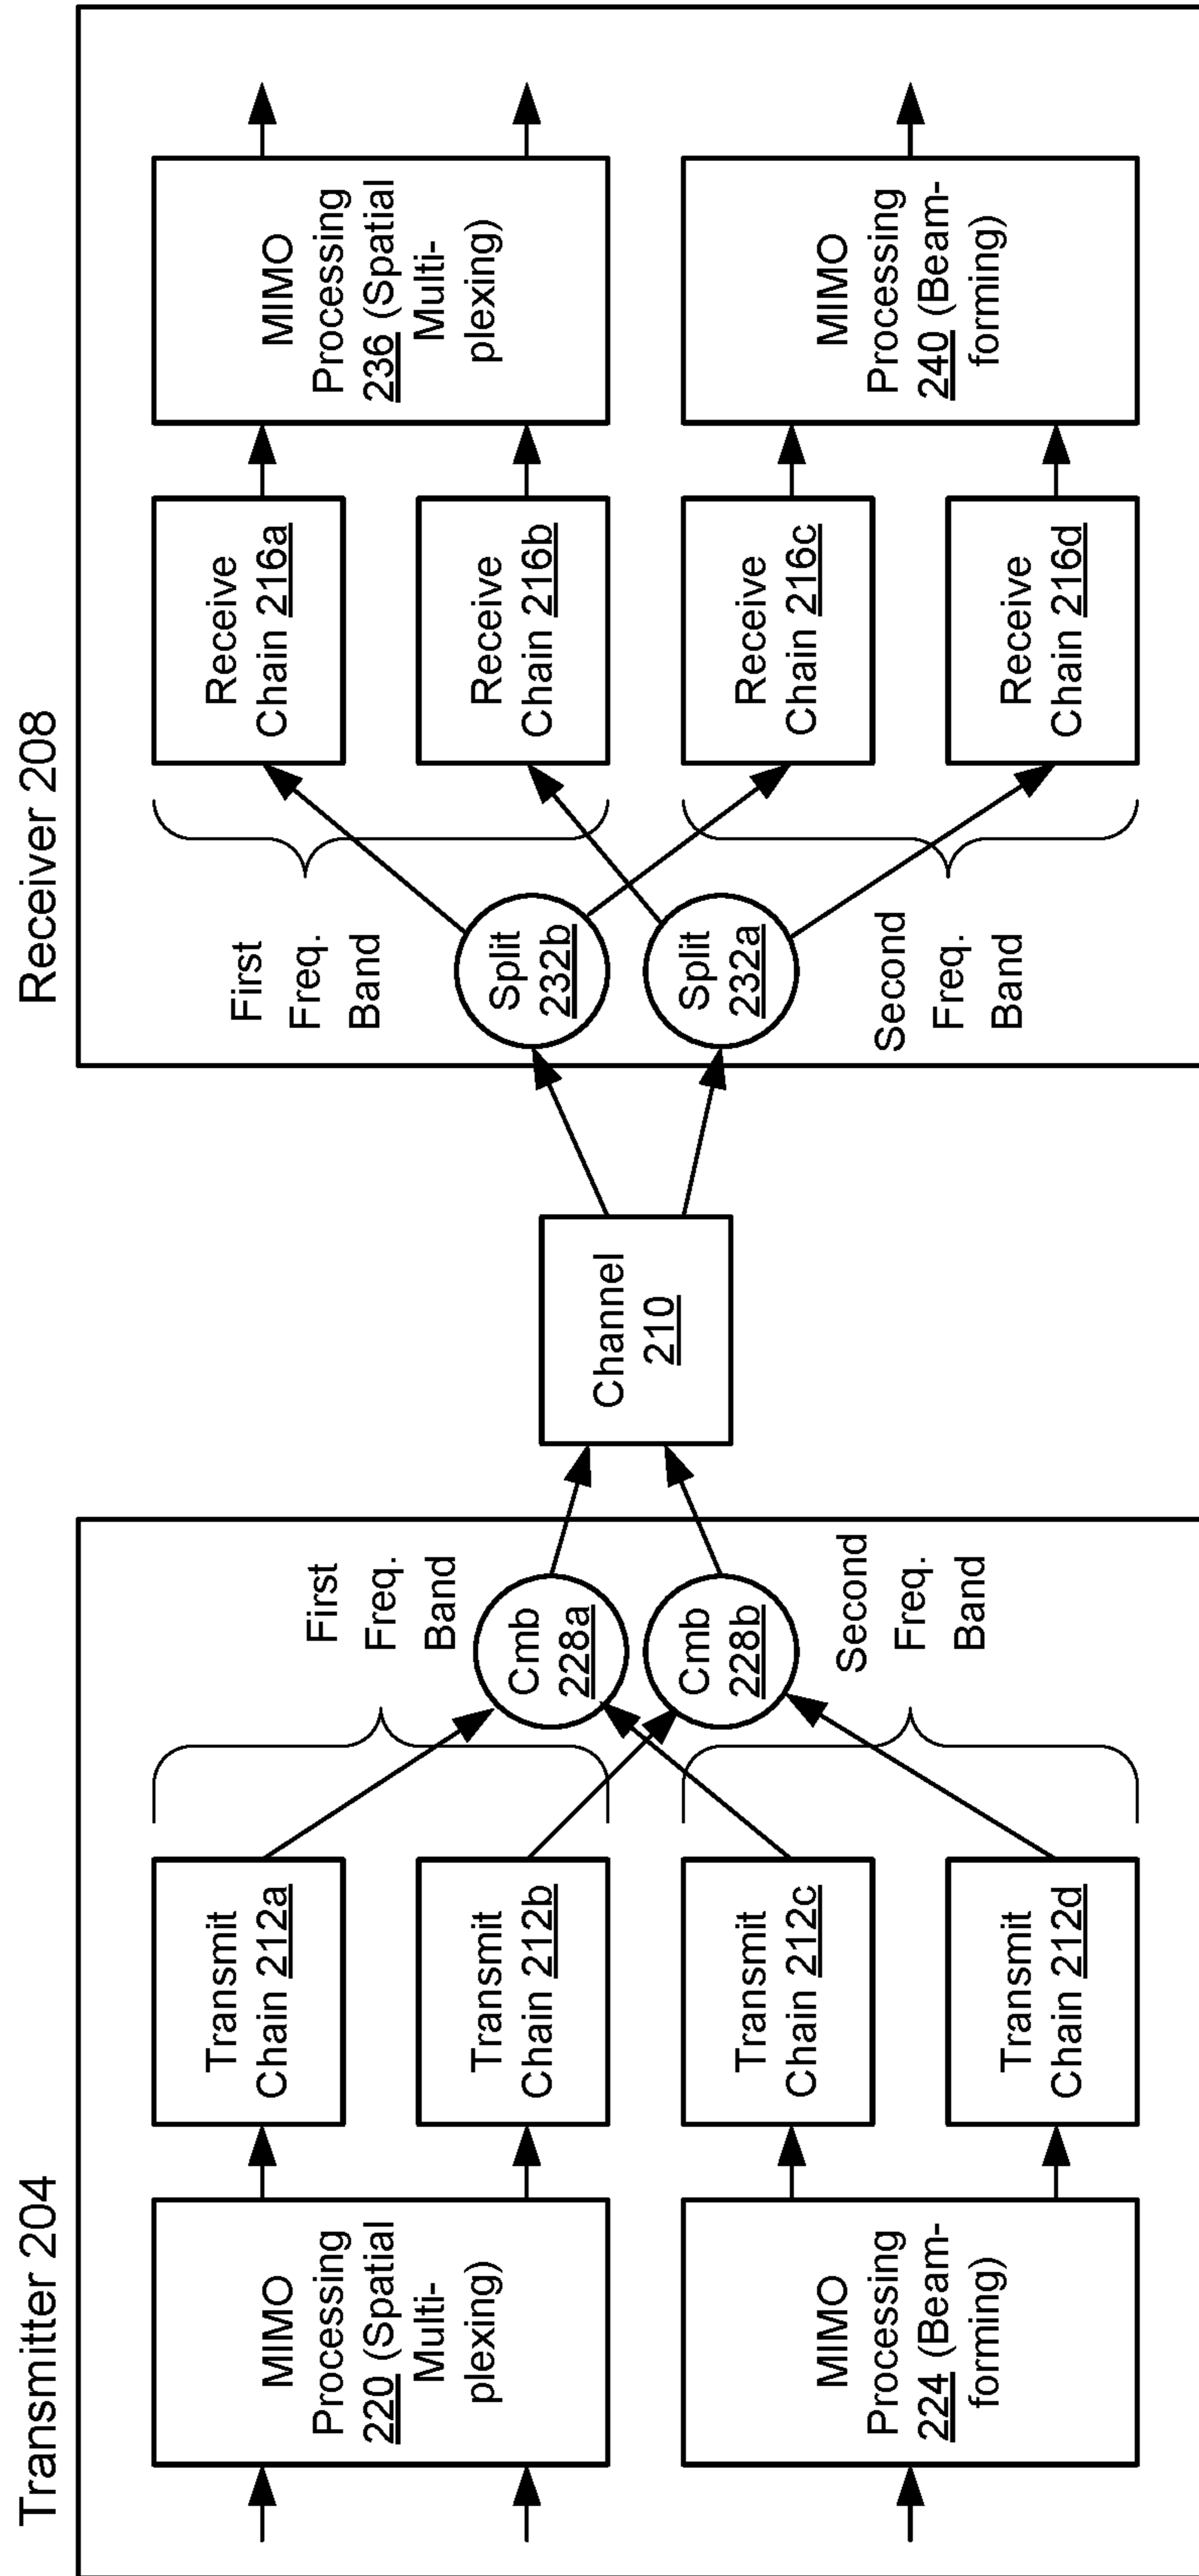 Transmitter 204
MIMO
Processing
220 (Spatial
Multi-
plexing)
MIMO
Processing
224 (Beam-
forming)
Transmit
Chain 212a
Transmit
Chain 212b
Transmit
Chain 212c
Transmit
Chain 212d
First
Freq.
Band
Cmb
228a
Cmb
228b
Second
Freq.
Band
Channel
210
Receiver 208
First
Freq.
Band
Split
232b
Split
232a
Second
Freq.
Band
Receive
Chain 216a
Receive
Chain 216b
Receive
Chain 216c
Receive
Chain 216d
MIMO
Processing
236 (Spatial
Multi-
plexing)
MIMO
Processing
240 (Beam-
forming)